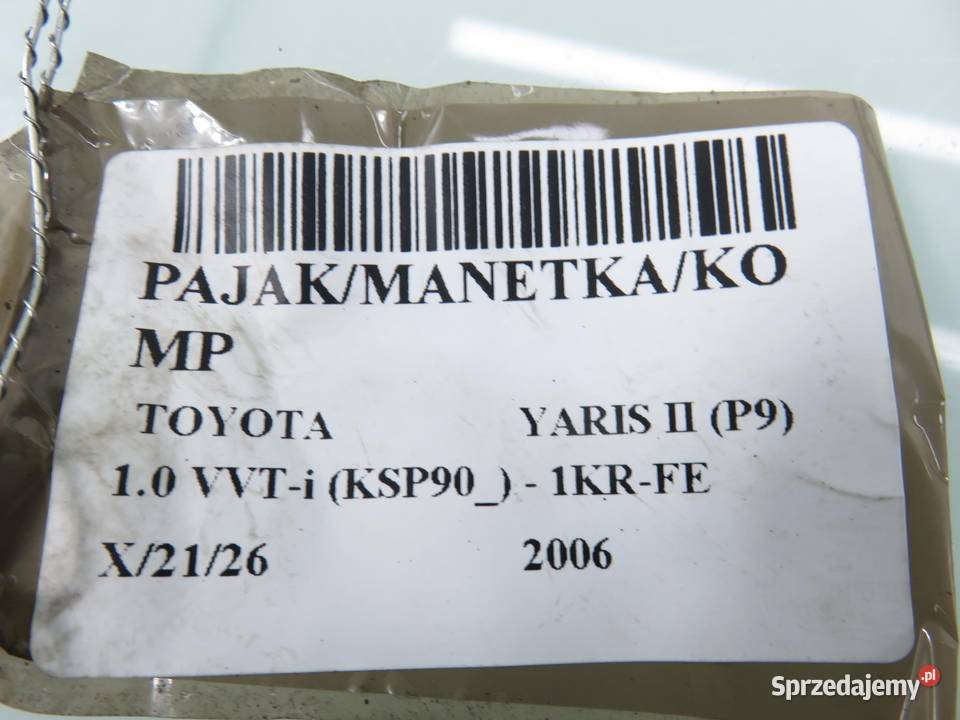 PAJAK/MANETKA/KO
MP
TOYOTA YARIS II (P9)
1.0 VVT-i (KSP90_) - 1KR-FE
X/21/26 2006
Sprzedajemy.pl